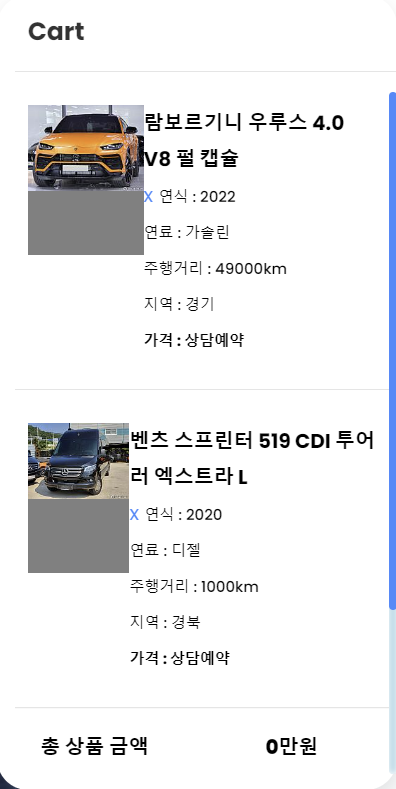 Cart
람보르기니 우루스 4.0
V8 펄 캡슐
X 연식 : 2022
연료 : 가솔린
주행거리 : 49000km
지역 : 경기
가격 : 상담예약
벤츠 스프린터 519 CDI 투어
러 엑스트라 L
X 연식 : 2020
연료 : 디젤
주행거리 : 1000km
지역 : 경북
가격 : 상담예약
총 상품 금액 0만원